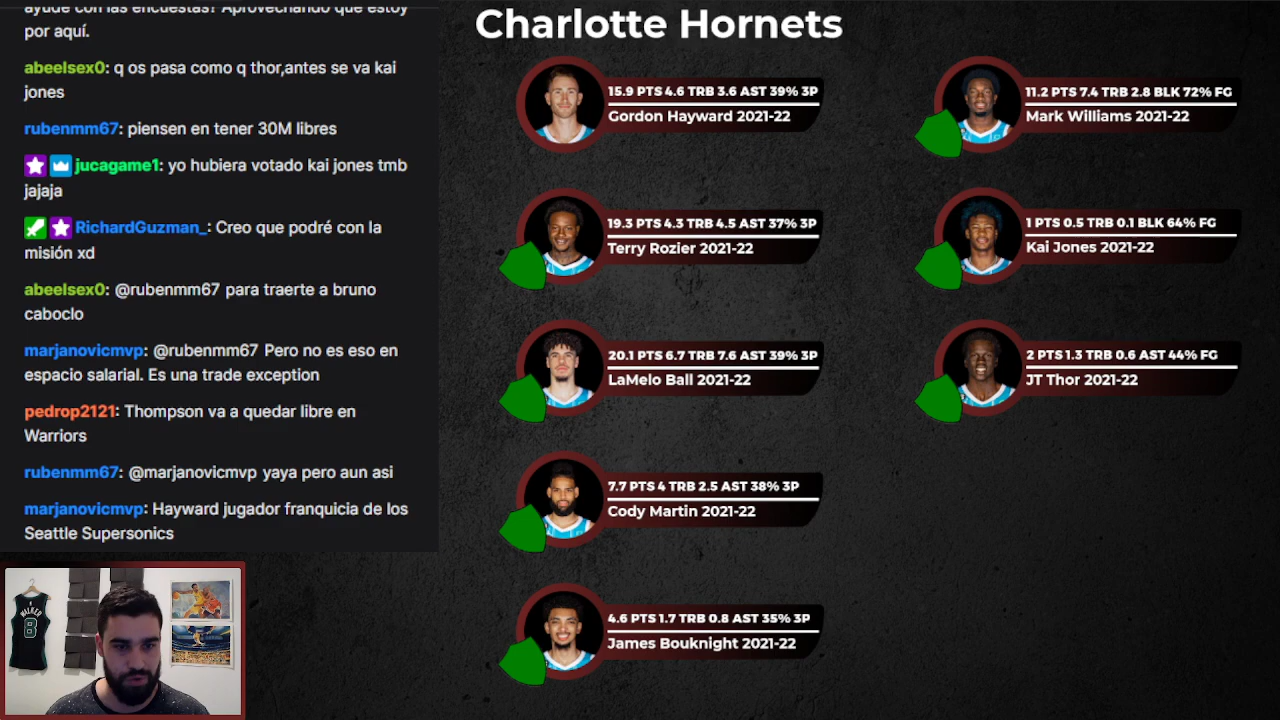 ayude con las encuestas? Aprovechando que estoy
por aquí.
abeelsex0: q os pasa como q thor,antes se va kai
jones
rubenmm67: piensen en tener 30M libres
jucagame1: yo hubiera votado kai jones tmb
jajaja
RichardGuzman_: Creo que podré con la
misión xd
abeelsex0: @rubenmm67 para traerte a bruno
caboclo
marjanovicmvp: @rubenmm67 Pero no es eso en
espacio salarial. Es una trade exception
pedrop2121: Thompson va a quedar libre en
Warriors
rubenmm67: @marjanovicmvp yaya pero aun asi
marjanovicmvp: Hayward jugador franquicia de los
Seattle Supersonics
WALKER
8
Charlotte Hornets
15.9 PTS 4.6 TRB 3.6 AST 39% 3P
Gordon Hayward 2021-22
19.3 PTS 4.3 TRB 4.5 AST 37% 3P
Terry Rozier 2021-22
20.1 PTS 6.7 TRB 7.6 AST 39% 3P
LaMelo Ball 2021-22
7.7 PTS 4 TRB 2.5 AST 38% 3P
Cody Martin 2021-22
4.6 PTS 1.7 TRB 0.8 AST 35% 3P
James Bouknight 2021-22
11.2 PTS 7.4 TRB 2.8 BLK 72% FG
Mark Williams 2021-22
1 PTS 0.5 TRB 0.1 BLK 64% FG
Kai Jones 2021-22
2 PTS 1.3 TRB 0.6 AST 44% FG
JT Thor 2021-22